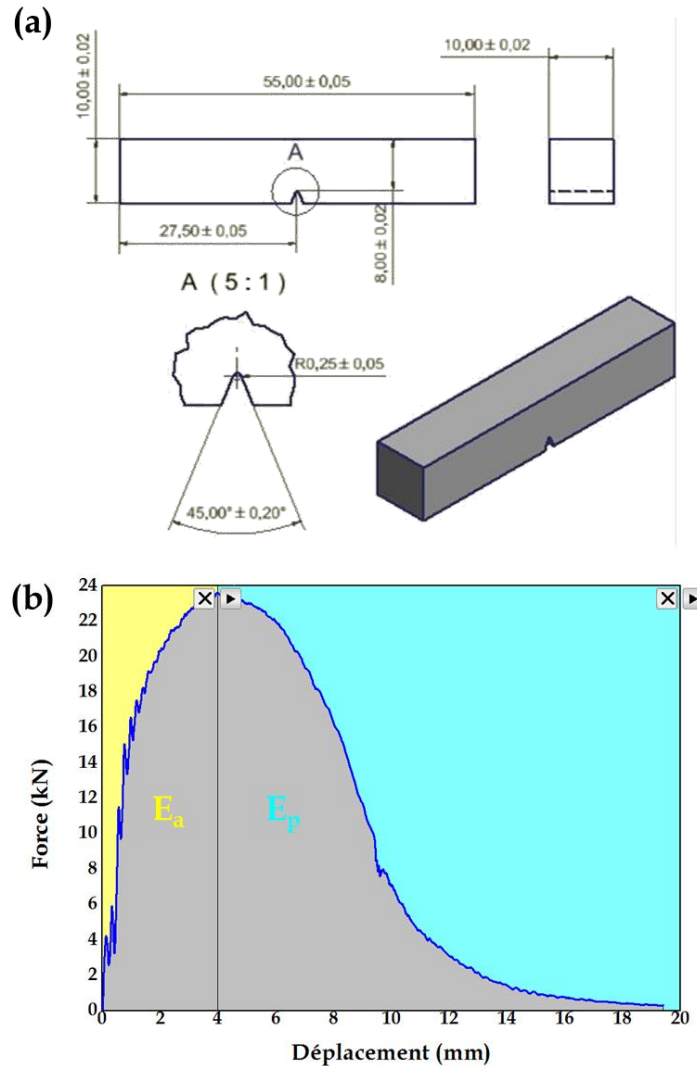 (a)
10,00 ± 0,02
55,00 ± 0,05
10,00 ± 0,02
A
27,50 ± 0,05
8,00 ± 0,02
A ( 5 : 1 )
R0,25 ± 0,05
45,00° ± 0,20°
(b)
24
22
20
18
16
14
12
10
8
6
4
2
0
Force (kN)
Ea
Ep
0 2 4 6 8 10 12 14 16 18 20
Déplacement (mm)